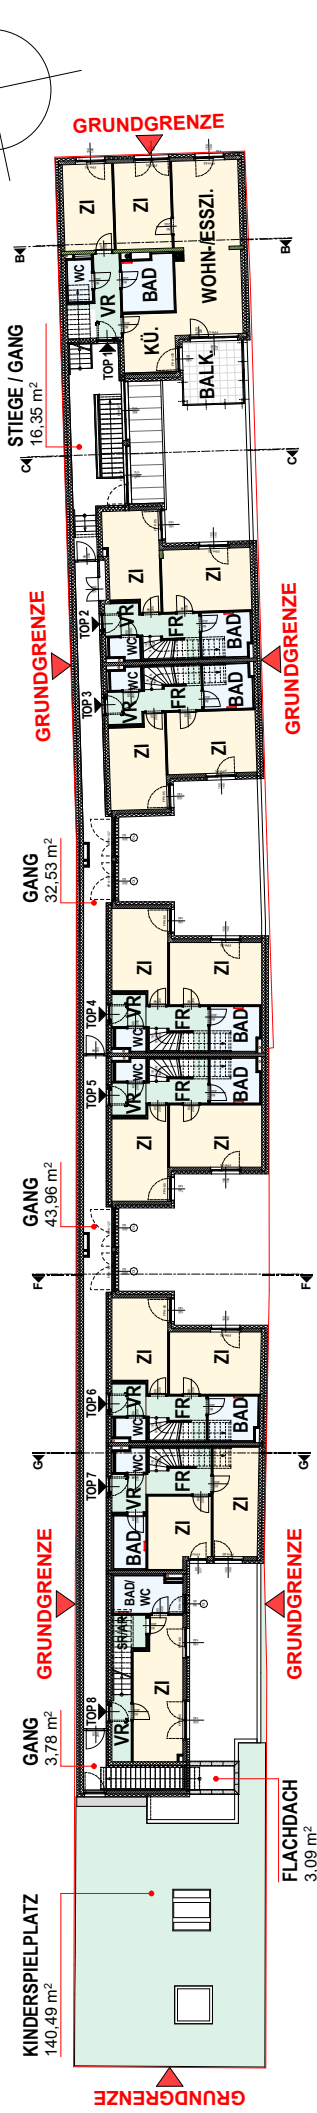 GRUNDGRENZE
ZI
ZI
WOHN-/ESSZI.
B
B
WC
VR
BAD
KÜ.
TOP 1
BALK.
STIEGE / GANG
16,35 m²
C
C
ZI
ZI
TOP 2
VR
FR
WC
BAD
GRUNDGRENZE
GRUNDGRENZE
WC
FR
BAD
TOP 3
VR
ZI
ZI
GANG
32,53 m²
ZI
ZI
TOP 4
VR
FR
WC
BAD
WC
TOP 5
VR
FR
BAD
ZI
ZI
GANG
43,96 m²
F
F
ZI
ZI
TOP 6
VR
FR
WC
BAD
G
G
WC
TOP 7
VR
FR
BAD
ZI
ZI
GRUNDGRENZE
GRUNDGRENZE
BAD/
WC
SR/AR
ZI
TOP 8
VR
GANG
3,78 m²
FLACHDACH
3,09 m²
KINDERSPIELPLATZ
140,49 m²
GRUNDGRENZE